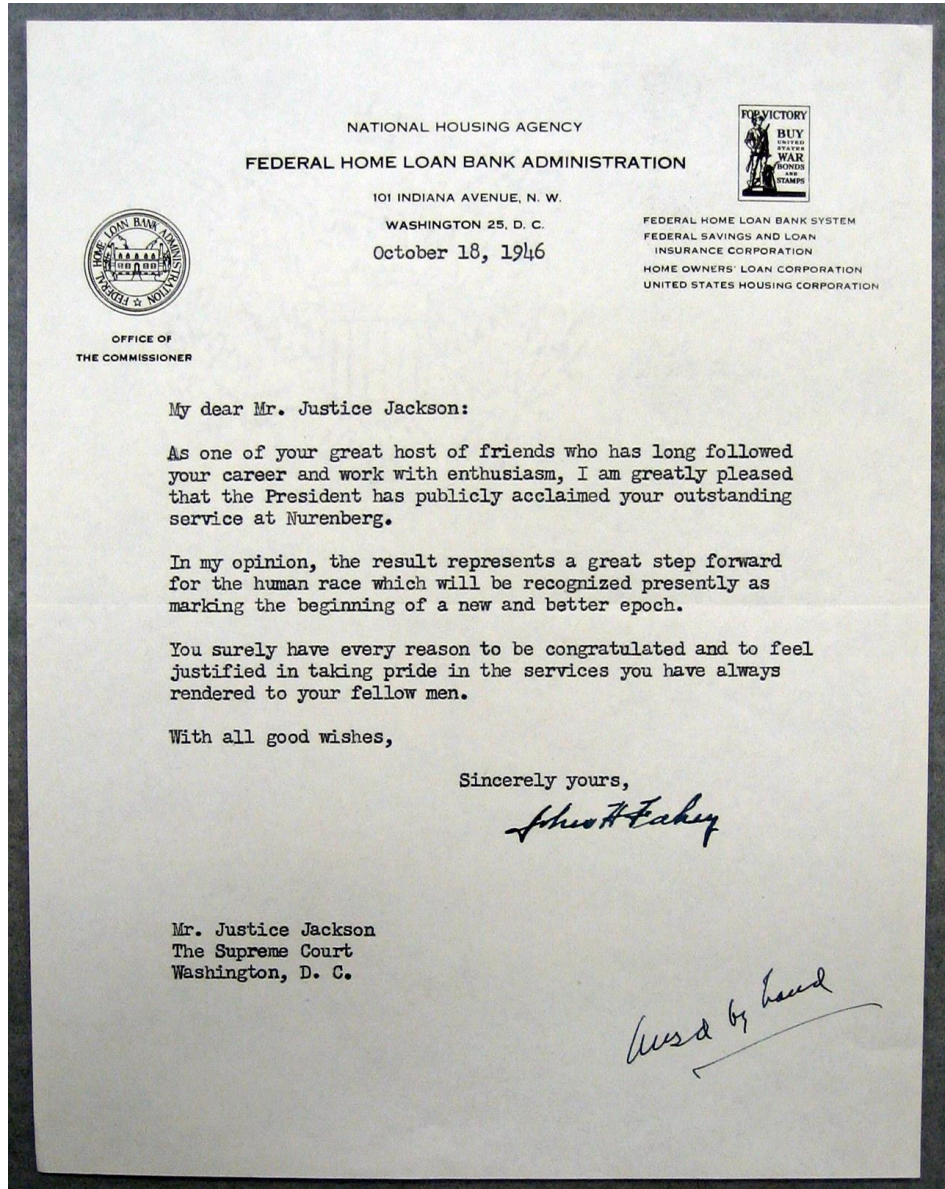 NATIONAL HOUSING AGENCY
FEDERAL HOME LOAN BANK ADMINISTRATION
101 INDIANA AVENUE, N. W.
WASHINGTON 25, D. C.
October 18, 1946
FOR VICTORY
BUY
UNITED
STATES
WAR
BONDS
AND
STAMPS
FEDERAL HOME LOAN BANK SYSTEM
FEDERAL SAVINGS AND LOAN
INSURANCE CORPORATION
HOME OWNERS' LOAN CORPORATION
UNITED STATES HOUSING CORPORATION
FEDERAL HOME LOAN BANK ADMINISTRATION
OFFICE OF
THE COMMISSIONER
My dear Mr. Justice Jackson:
As one of your great host of friends who has long followed
your career and work with enthusiasm, I am greatly pleased
that the President has publicly acclaimed your outstanding
service at Nurenberg.
In my opinion, the result represents a great step forward
for the human race which will be recognized presently as
marking the beginning of a new and better epoch.
You surely have every reason to be congratulated and to feel
justified in taking pride in the services you have always
rendered to your fellow men.
With all good wishes,
Sincerely yours,
John H Fahey
Mr. Justice Jackson
The Supreme Court
Washington, D. C.
by hand